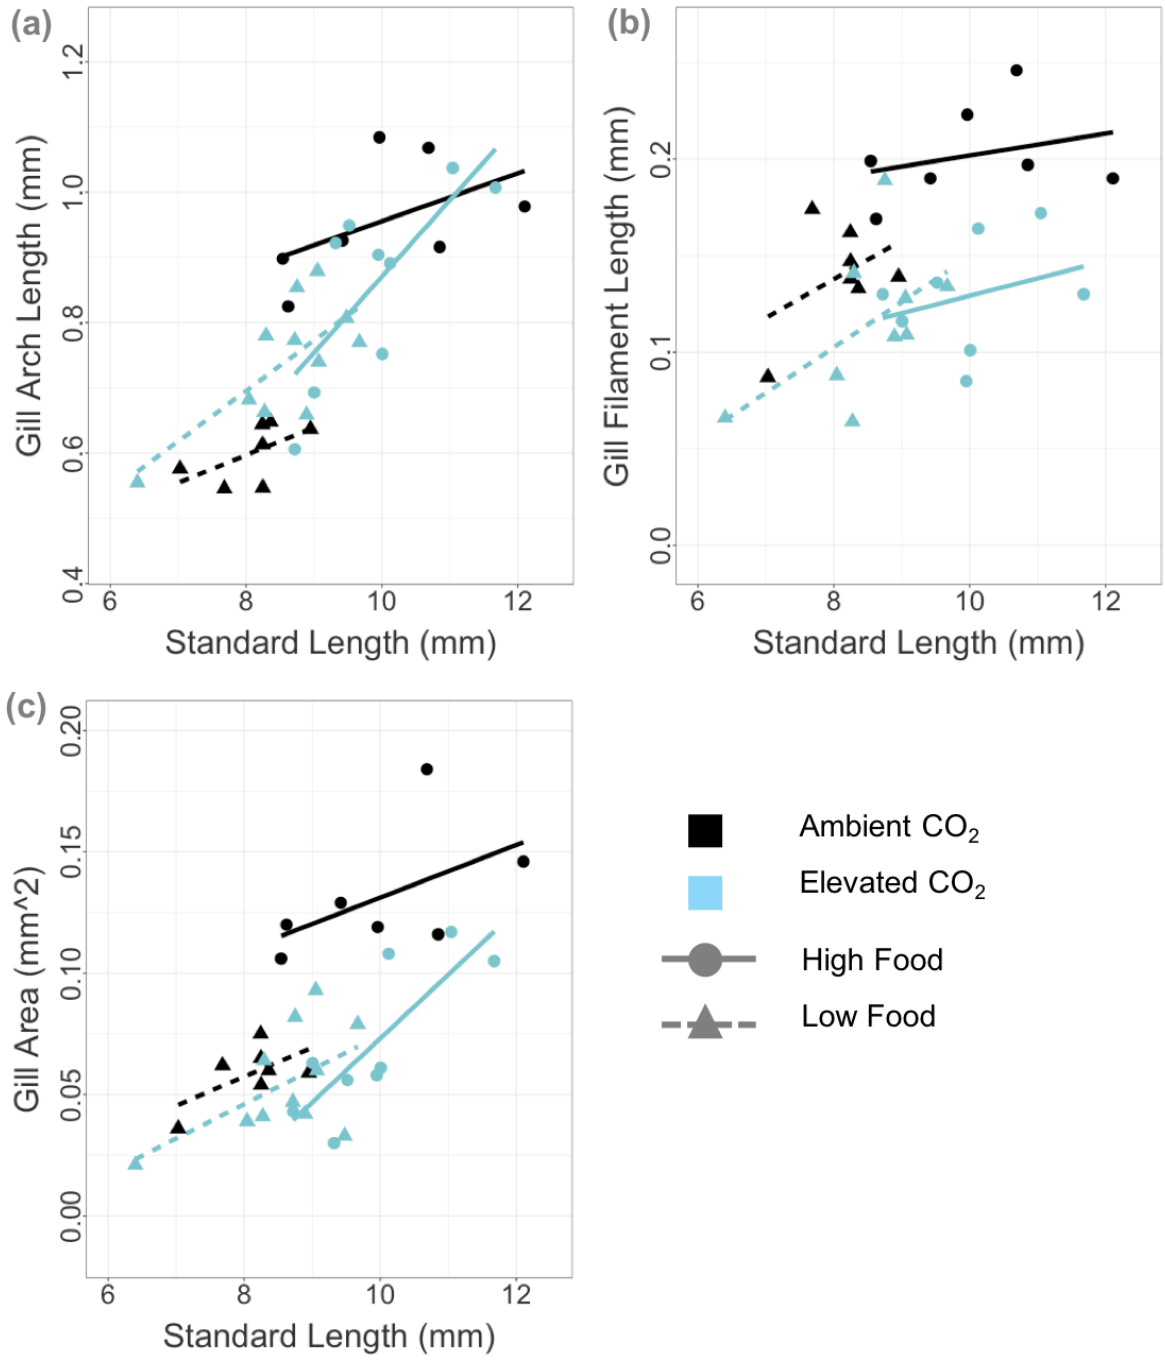 (a)
1.2
1.0
0.8
0.6
0.4
Gill Arch Length (mm)
6 8 10 12
Standard Length (mm)
(b)
0.2
0.1
0.0
Gill Filament Length (mm)
6 8 10 12
Standard Length (mm)
(c)
0.20
0.15
0.10
0.05
0.00
Gill Area (mm^2)
6 8 10 12
Standard Length (mm)
Ambient CO₂
Elevated CO₂
High Food
Low Food